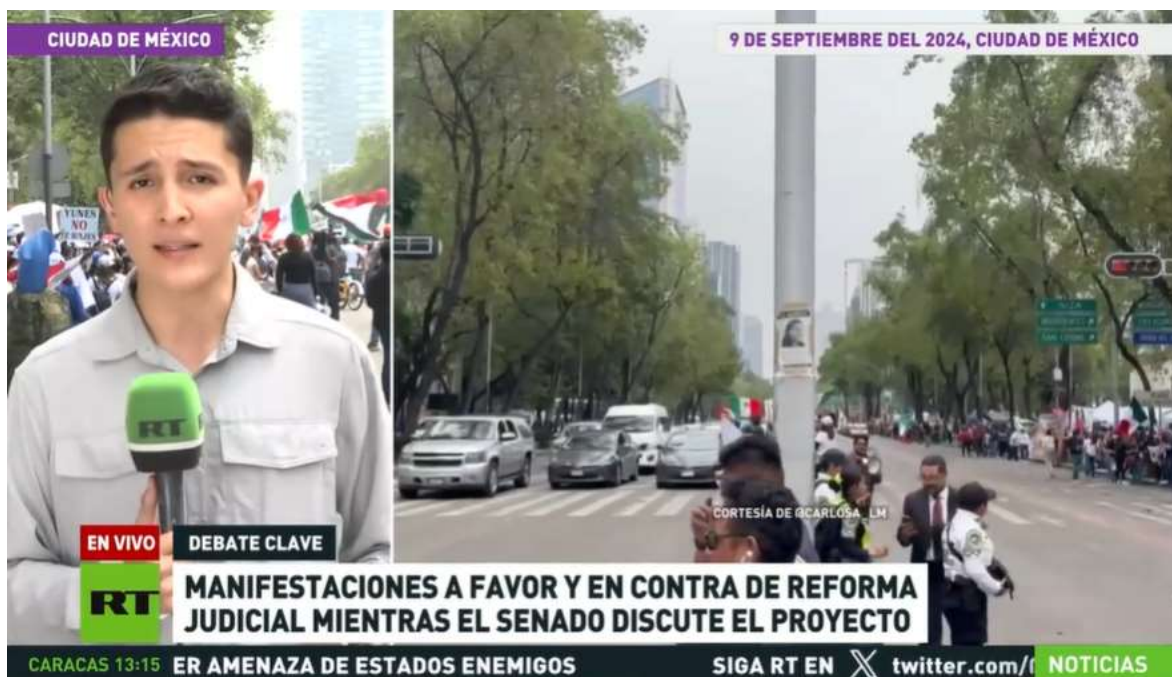 CIUDAD DE MÉXICO
9 DE SEPTIEMBRE DEL 2024, CIUDAD DE MÉXICO
YUNES
NO
RT
CORTESÍA DE @CARLOSA_LM
EN VIVO
DEBATE CLAVE
RT
MANIFESTACIONES A FAVOR Y EN CONTRA DE REFORMA
JUDICIAL MIENTRAS EL SENADO DISCUTE EL PROYECTO
CARACAS 13:15 ER AMENAZA DE ESTADOS ENEMIGOS SIGA RT EN X twitter.com/ NOTICIAS